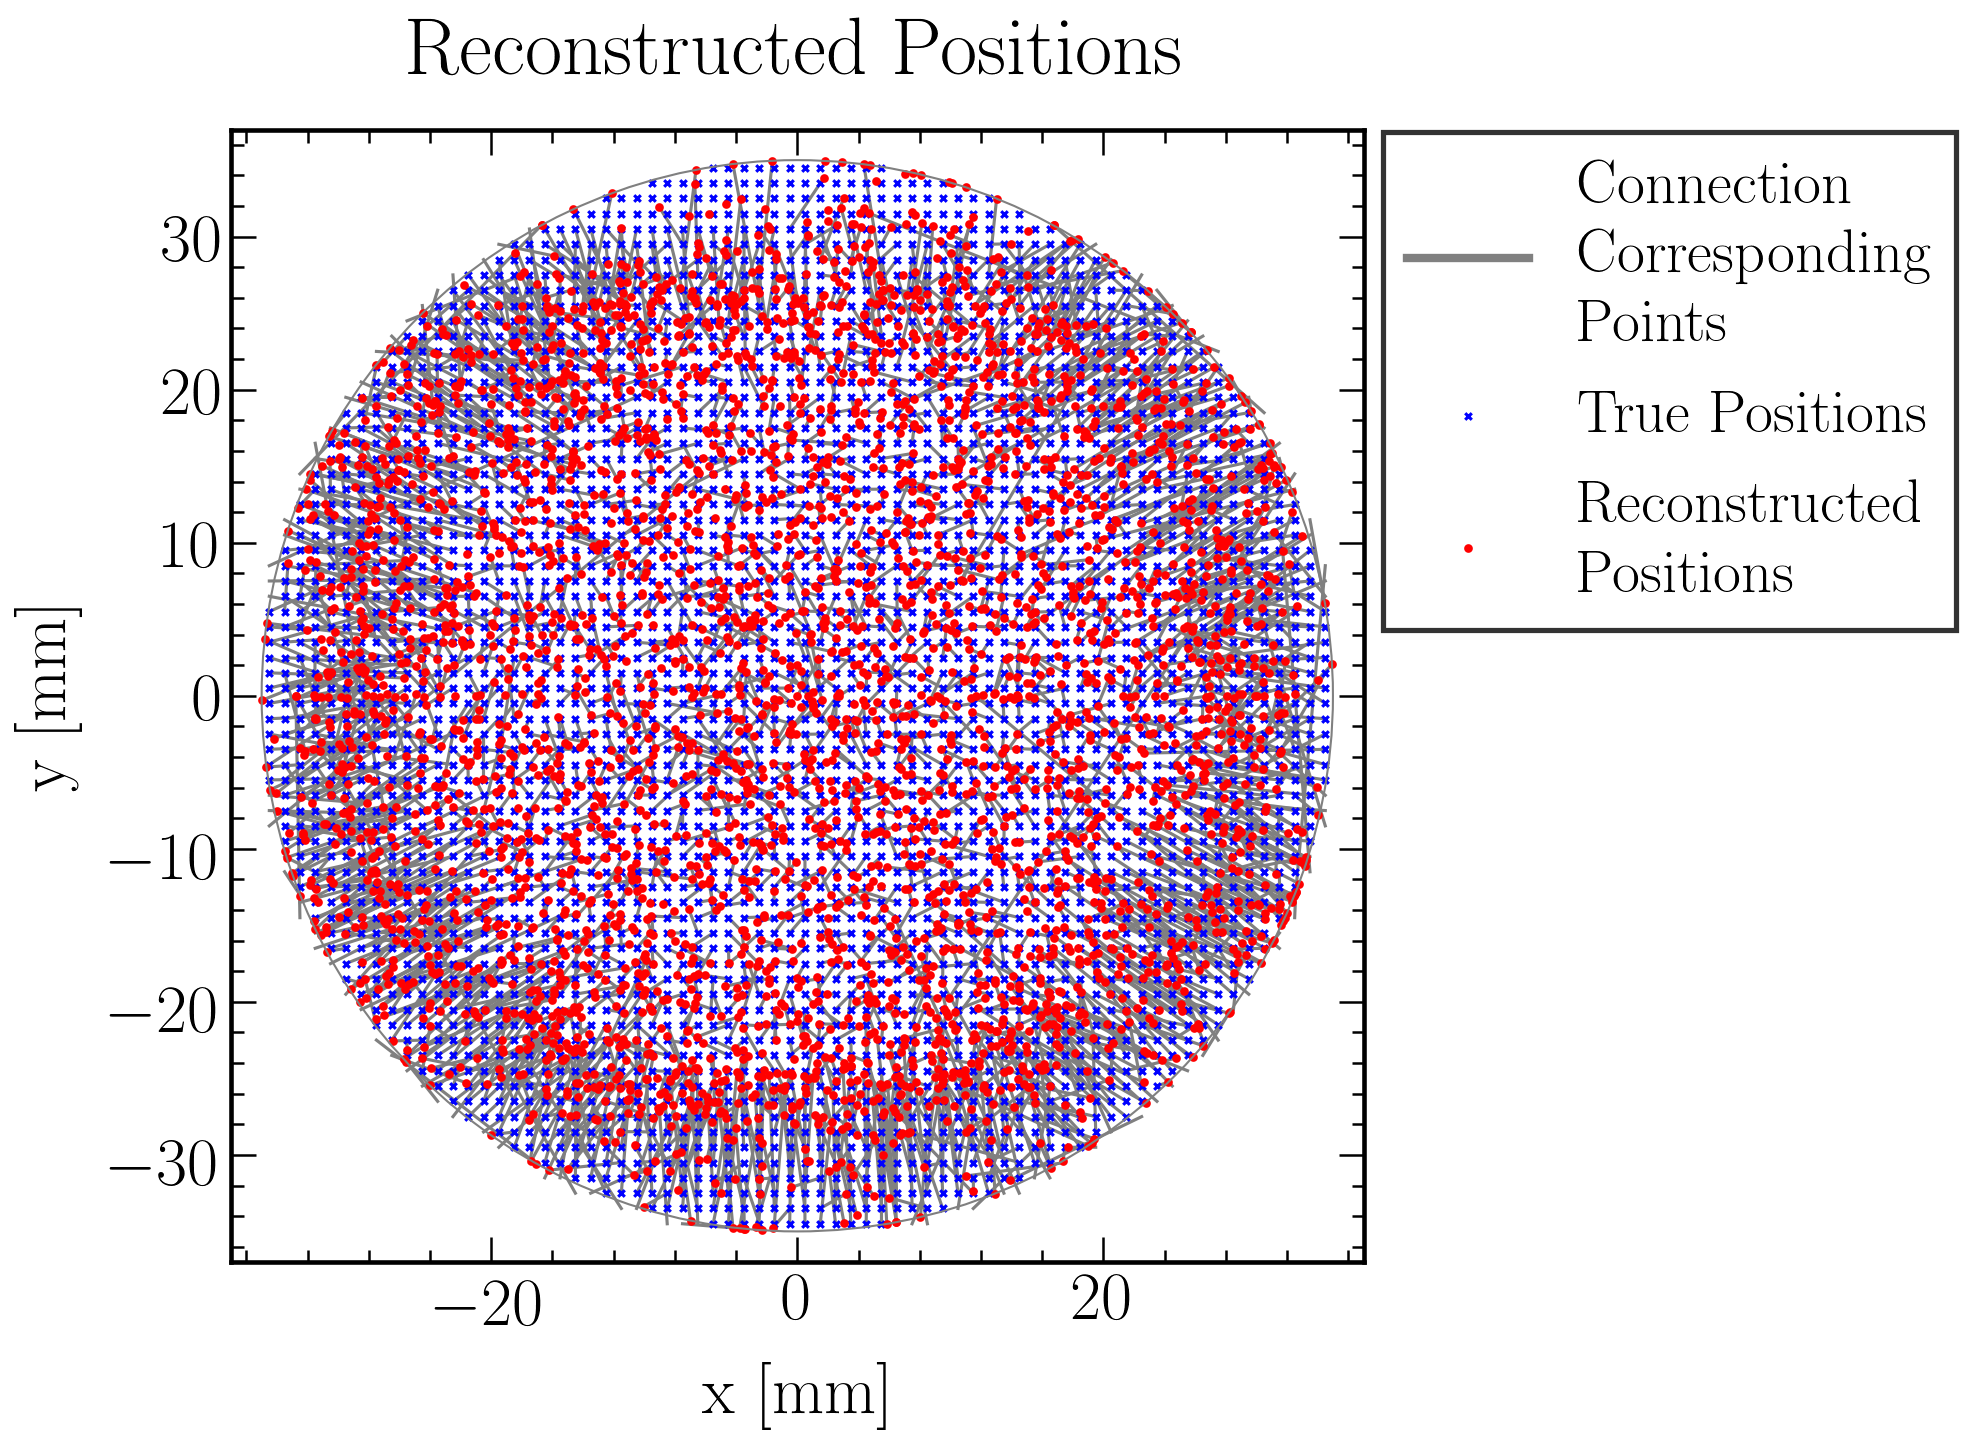 Reconstructed Positions
Connection
Corresponding
Points
True Positions
Reconstructed
Positions
30
20
10
0
−10
−20
−30
y [mm]
−20
0
20
x [mm]